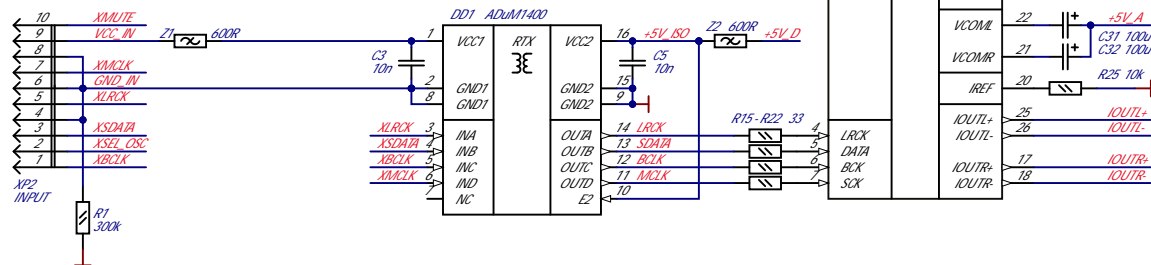 10 XMUTE
9 VCC_IN
8
7 XMCLK
6 GND_IN
5 XLRCK
4
3 XSDATA
2 XSEL_OSC
1 XBCLK
XP2
INPUT
R1
300k
Z1 600R
C3
10n
DD1 ADuM1400
1 VCC1 RTX VCC2 16 +5V_ISO
C5
10n
2 GND1 GND2 15
8 GND1 GND2 9
XLRCK 3 INA OUTA 14 LRCK
XSDATA 4 INB OUTB 13 SDATA
XBCLK 5 INC OUTC 12 BCLK
XMCLK 6 IND OUTD 11 MCLK
7 NC E2 10
Z2 600R +5V_D
R15-R22 33
4 LRCK
5 DATA
6 BCK
7 SCK
VCOML 22 +5V_A
C31 100u
C32 100u
VCOMR 21
IREF 20 R25 10k
IOUTL+ 25 IOUTL+
IOUTL- 26 IOUTL-
IOUTR+ 17 IOUTR+
IOUTR- 18 IOUTR-